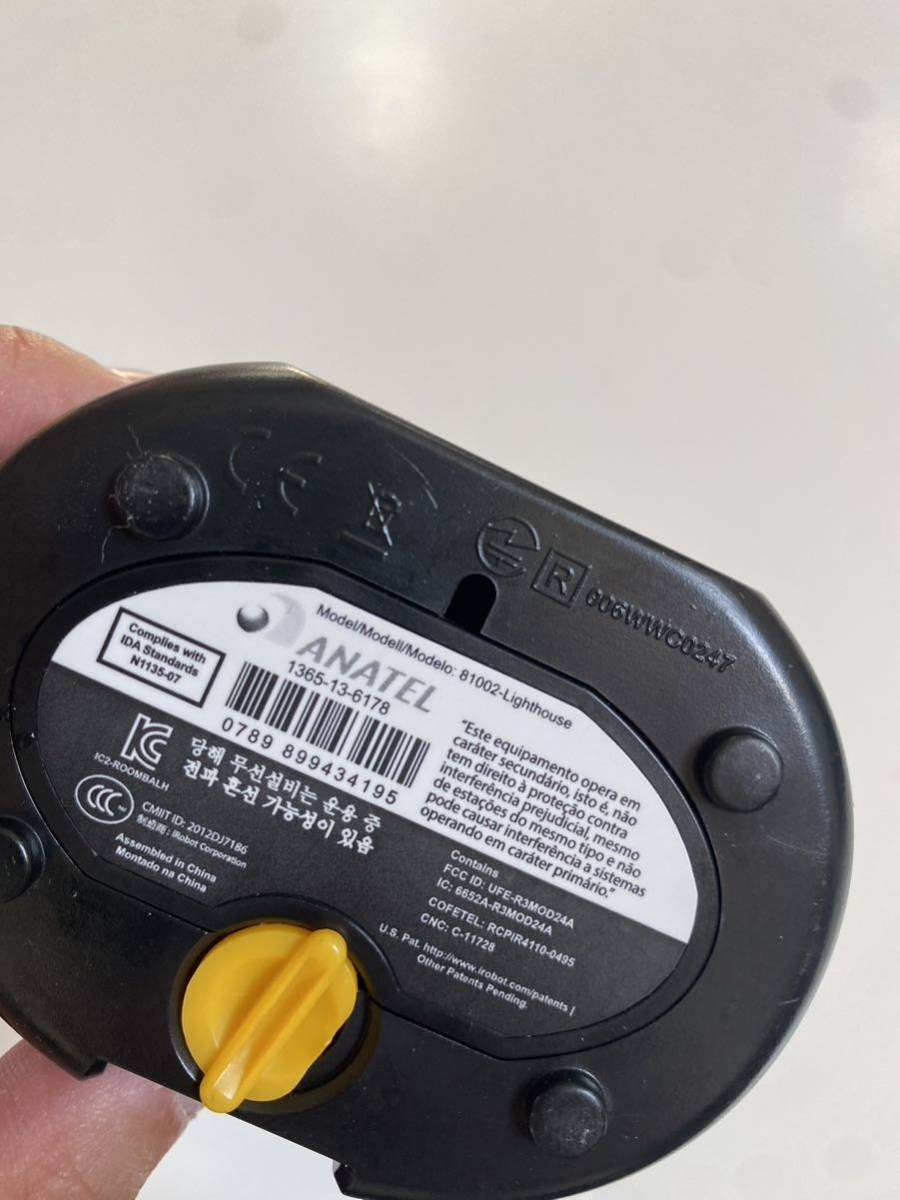 CE
R 606WWC0247
Model/Modell/Modelo: 81002-Lighthouse
Complies with
IDA Standards
N1135-07
ANATEL
1365-13-6178
0789 899434195
"Este equipamento opera em
caráter secundário, isto é, não
tem direito à proteção contra
interferência prejudicial, mesmo
de estações do mesmo tipo e não
pode causar interferência a sistemas
operando em caráter primário."
IC2-ROOMBALH
당해 무선설비는 운용 중
전파 혼선 가능성이 있음
CCC
CMIIT ID: 2012DJ7186
制造商: iRobot Corporation
Assembled in China
Montado na China
Contains
FCC ID: UFE-R3MOD24A
IC: 6652A-R3MOD24A
COFETEL: RCPIR4110-0495
CNC: C-11728
U.S. Pat. http://www.irobot.com/patents |
Other Patents Pending.